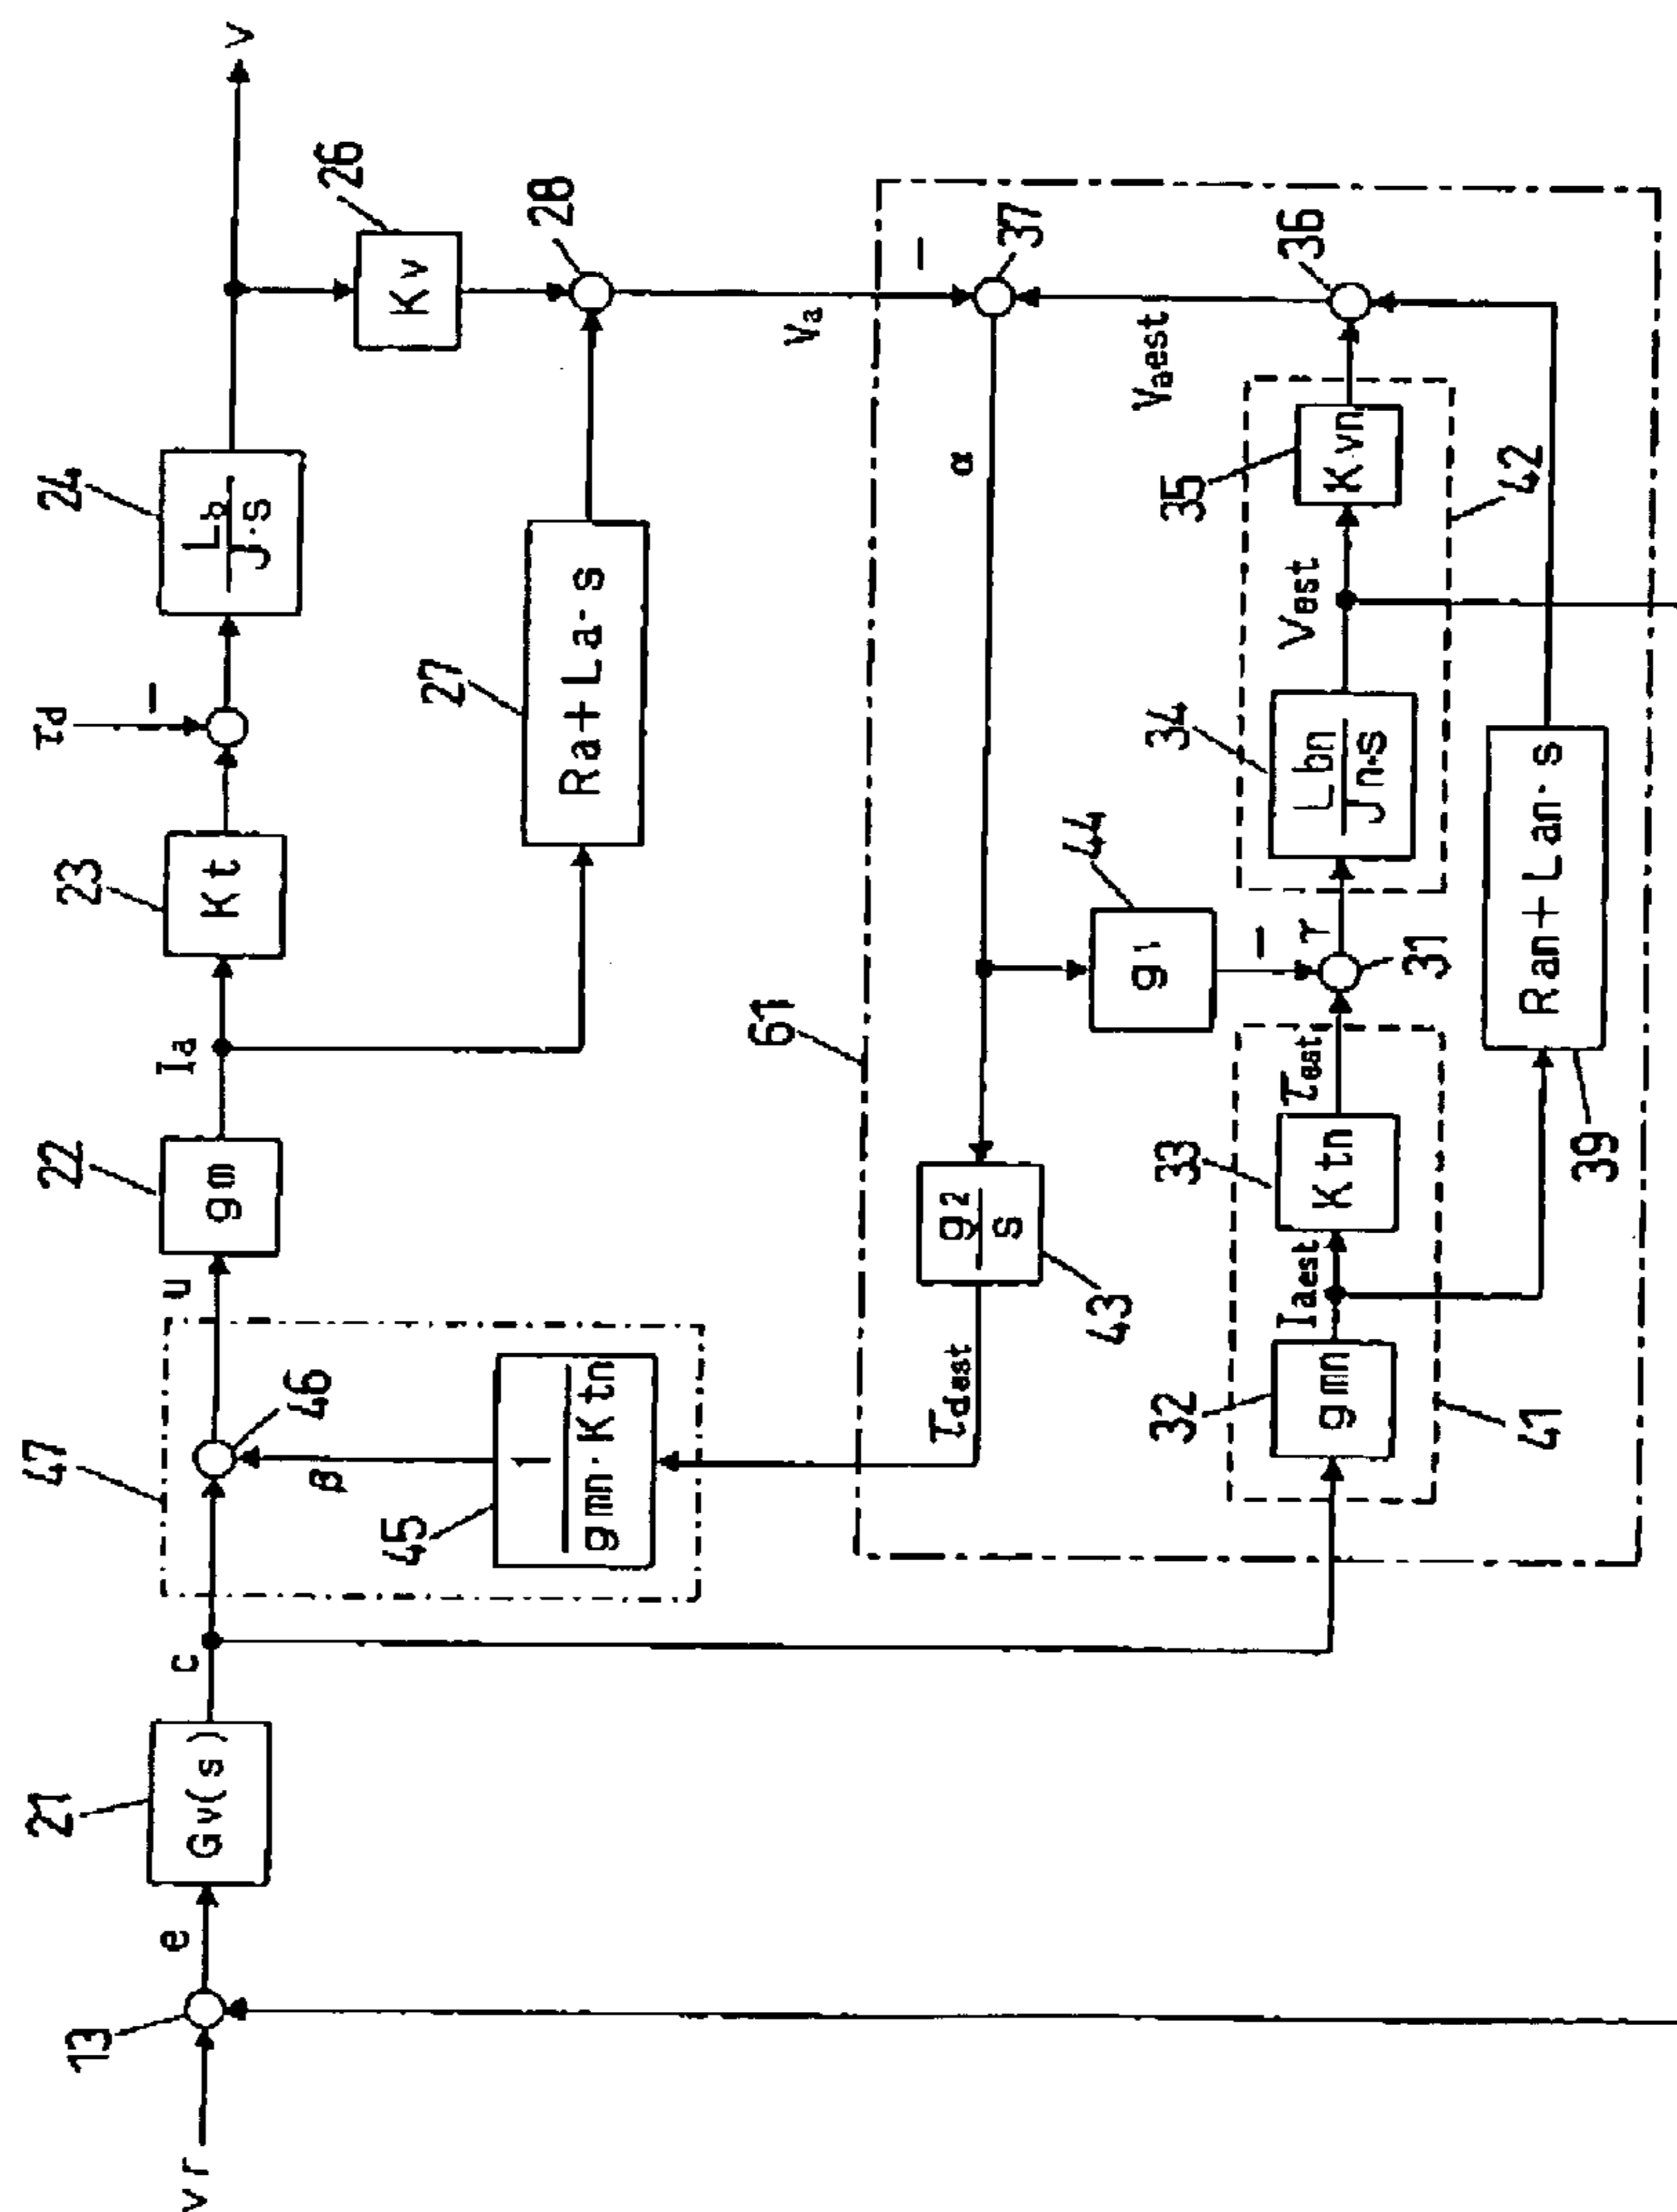 vr
13
e
21
Gv(s)
c
47
46
β
45
1
gmn·Ktn
u
22
gm
Ia
23
Kt
τd
−
24
Lb
J·s
v
26
Kv
27
Ra+La·s
28
Va
61
−
37
α
τdest
43
g2
s
44
g1
−
γ
31
32
gmn
Iaest
33
Ktn
τest
41
34
Lbn
Jn·s
Vest
35
Kvn
42
Vaest
36
39
Ran+Lan·s